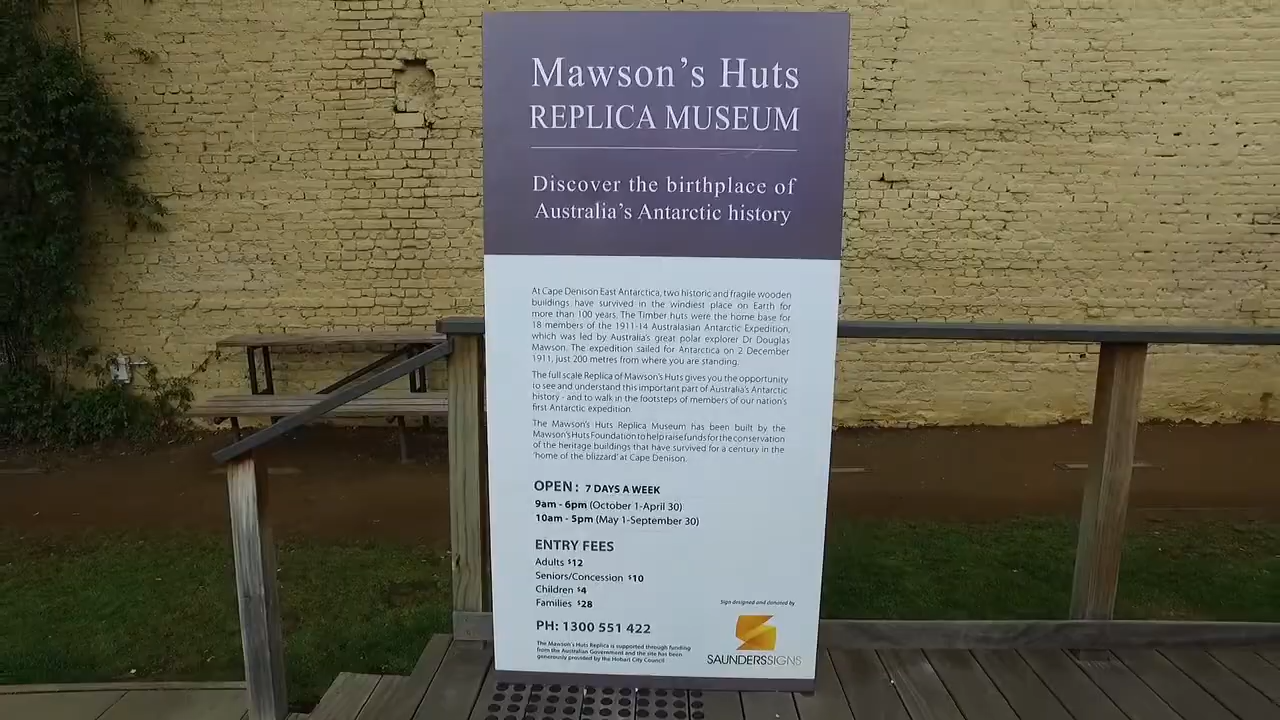 Mawson's Huts
REPLICA MUSEUM
Discover the birthplace of
Australia's Antarctic history
At Cape Denison East Antarctica, two historic and fragile wooden
buildings have survived in the windiest place on Earth for
more than 100 years. The Timber huts were the home base for
18 members of the 1911-14 Australasian Antarctic Expedition,
which was led by Australia's great polar explorer Dr Douglas
Mawson. The expedition sailed for Antarctica on 2 December
1911, just 200 metres from where you are standing.
The full scale Replica of Mawson's Huts gives you the opportunity
to see and understand this important part of Australia's Antarctic
history - and to walk in the footsteps of members of our nation's
first Antarctic expedition
The Mawson's Huts Replica Museum has been built by the
Mawson's Huts Foundation to help raise funds for the conservation
of the heritage buildings that have survived for a century in the
'home of the blizzard' at Cape Denison.
OPEN: 7 DAYS A WEEK
9am - 6pm (October 1-April 30)
10am - 5pm (May 1-September 30)
ENTRY FEES
Adults $12
Seniors/Concession $10
Children $4
Families $28
PH: 1300 551 422
The Mawson's Huts Replica is supported through funding
from the Australian Government and the site has been
generously provided by the Hobart City Council
Sign designed and donated by
SAUNDERSSIGNS